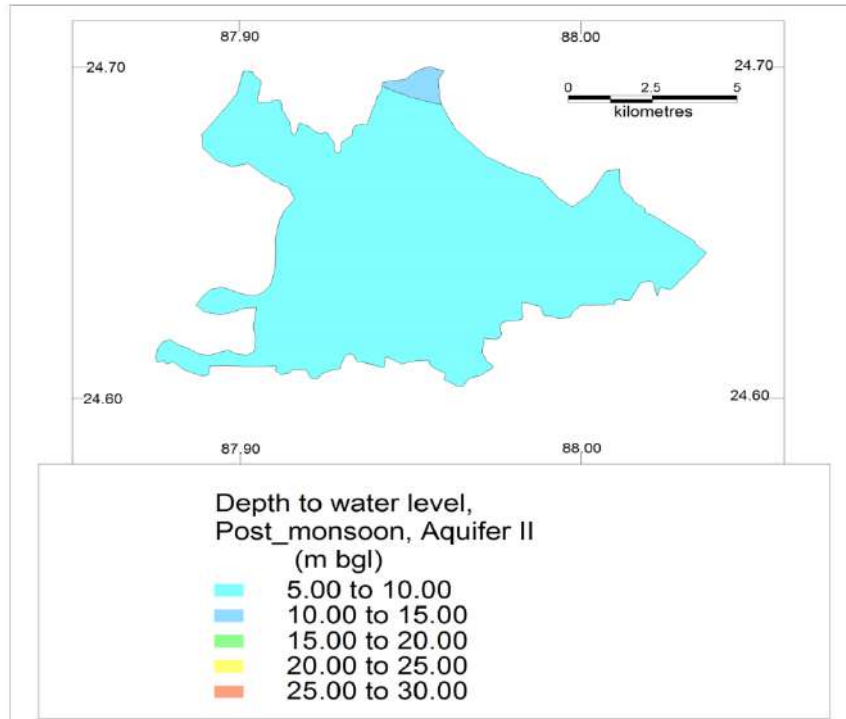 87.90 88.00
24.70 24.70
0 2.5 5
kilometres
24.60 24.60
87.90 88.00
Depth to water level,
Post_monsoon, Aquifer II
(m bgl)
5.00 to 10.00
10.00 to 15.00
15.00 to 20.00
20.00 to 25.00
25.00 to 30.00